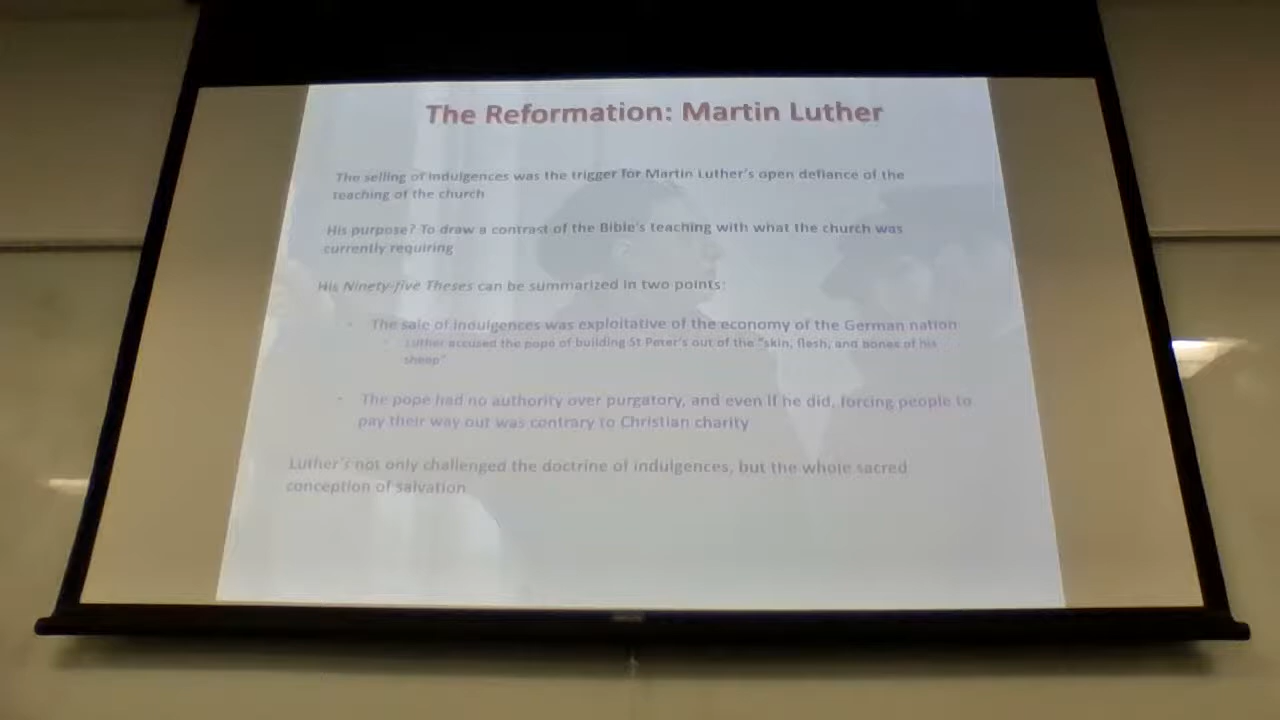 The Reformation: Martin Luther
The selling of indulgences was the trigger for Martin Luther's open defiance of the
teaching of the church
His purpose? To draw a contrast of the Bible's teaching with what the church was
currently requiring
His Ninety-five Theses can be summarized in two points:
- The sale of indulgences was exploitative of the economy of the German nation
- Luther accused the pope of building St Peter's out of the "skin, flesh, and bones of his
sheep"
- The pope had no authority over purgatory, and even if he did, forcing people to
pay their way out was contrary to Christian charity
Luther's not only challenged the doctrine of indulgences, but the whole sacred
conception of salvation